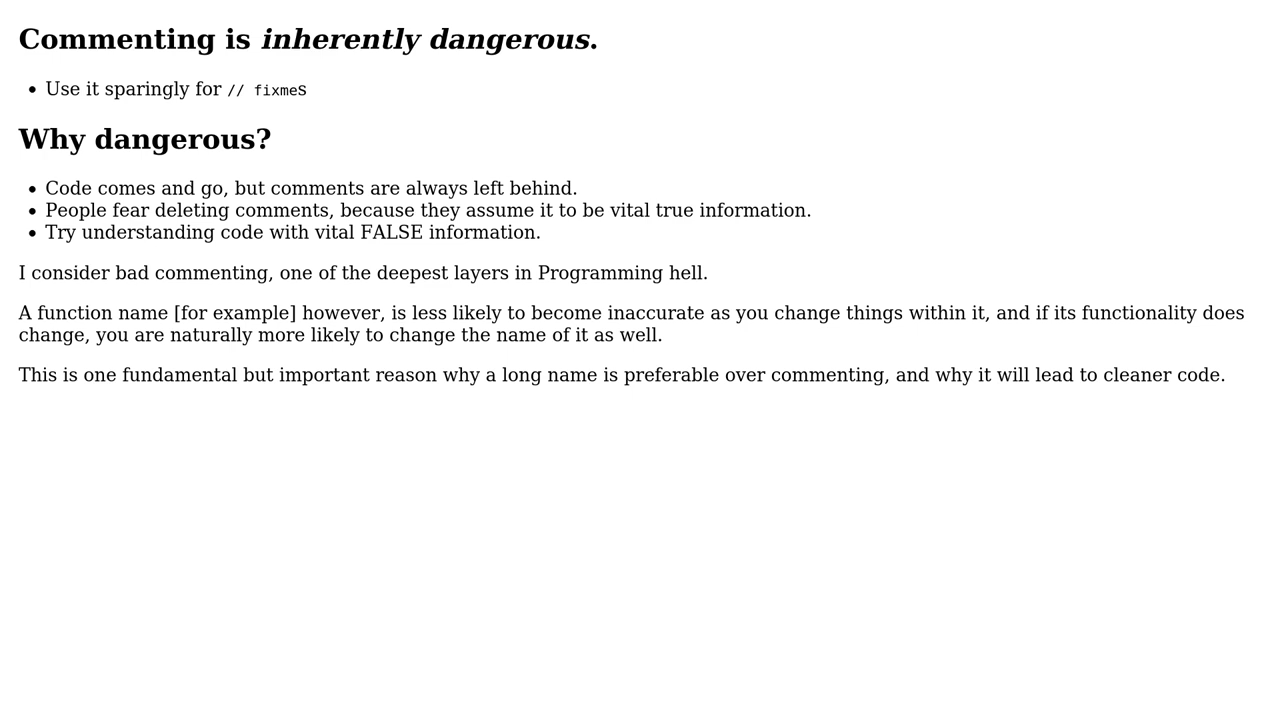 Commenting is inherently dangerous.
• Use it sparingly for // fixmes
Why dangerous?
• Code comes and go, but comments are always left behind.
• People fear deleting comments, because they assume it to be vital true information.
• Try understanding code with vital FALSE information.
I consider bad commenting, one of the deepest layers in Programming hell.
A function name [for example] however, is less likely to become inaccurate as you change things within it, and if its functionality does
change, you are naturally more likely to change the name of it as well.
This is one fundamental but important reason why a long name is preferable over commenting, and why it will lead to cleaner code.